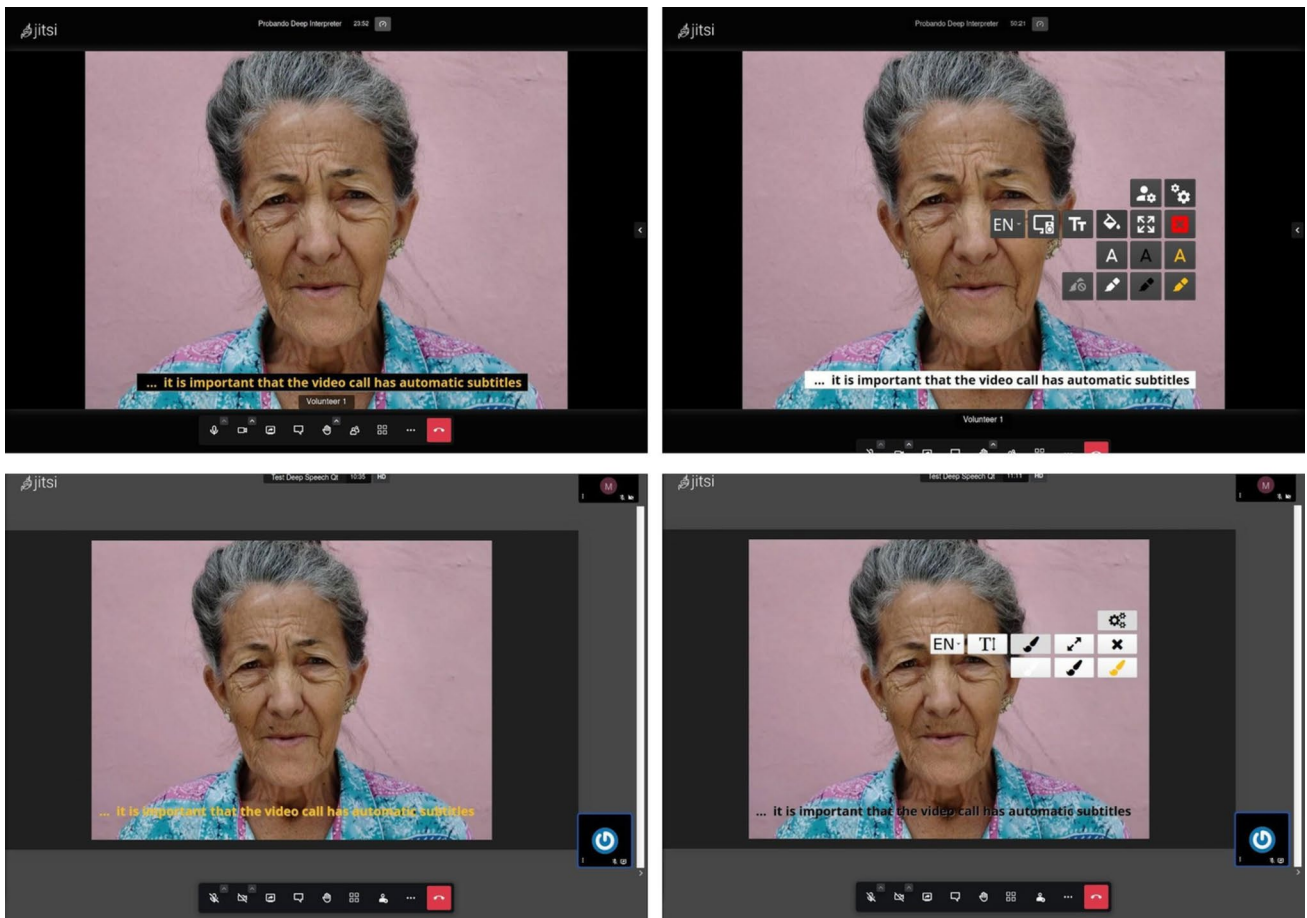 jitsi
Probando Deep Interpreter 23:52
... it is important that the video call has automatic subtitles
Volunteer 1
jitsi
Probando Deep Interpreter 50:21
EN
TT
A A A
... it is important that the video call has automatic subtitles
Volunteer 1
jitsi
Test Deep Speech Qt 10:35 HD
M
... it is important that the video call has automatic subtitles
jitsi
Test Deep Speech Qt 11:11 HD
M
EN
T
... it is important that the video call has automatic subtitles